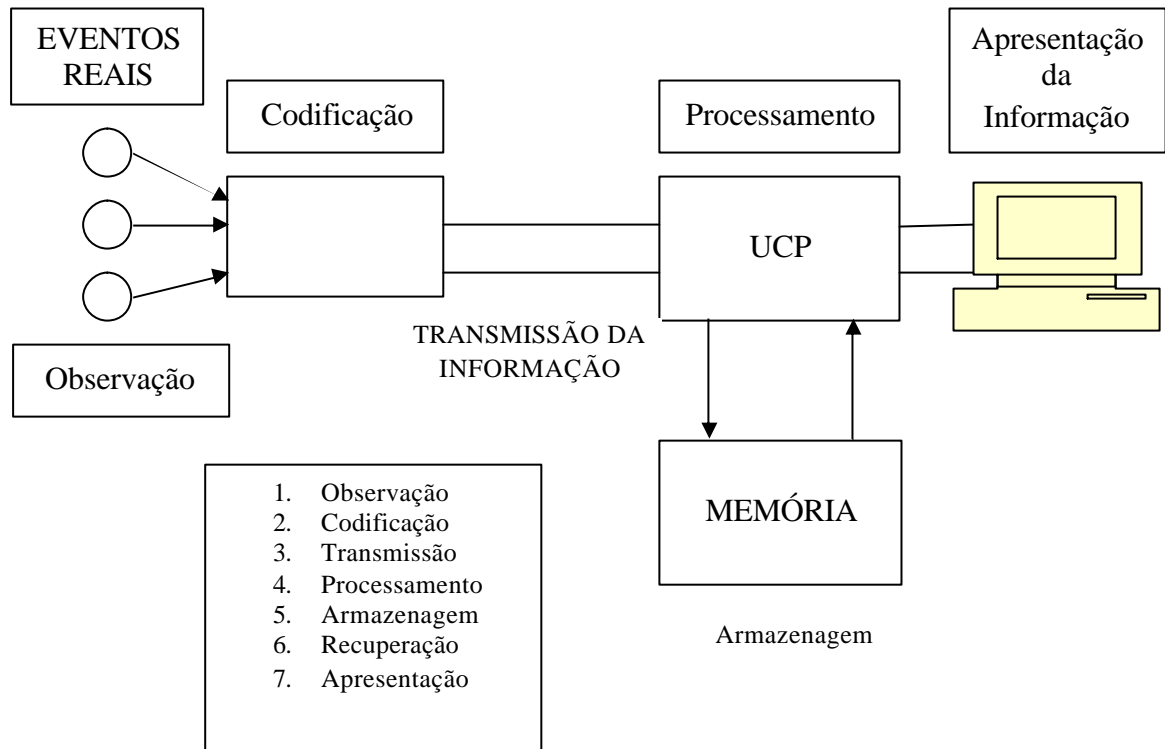 EVENTOS
REAIS
Codificação
Processamento
Apresentação
da
Informação
UCP
TRANSMISSÃO DA
INFORMAÇÃO
Observação
MEMÓRIA
Armazenagem
1. Observação
2. Codificação
3. Transmissão
4. Processamento
5. Armazenagem
6. Recuperação
7. Apresentação